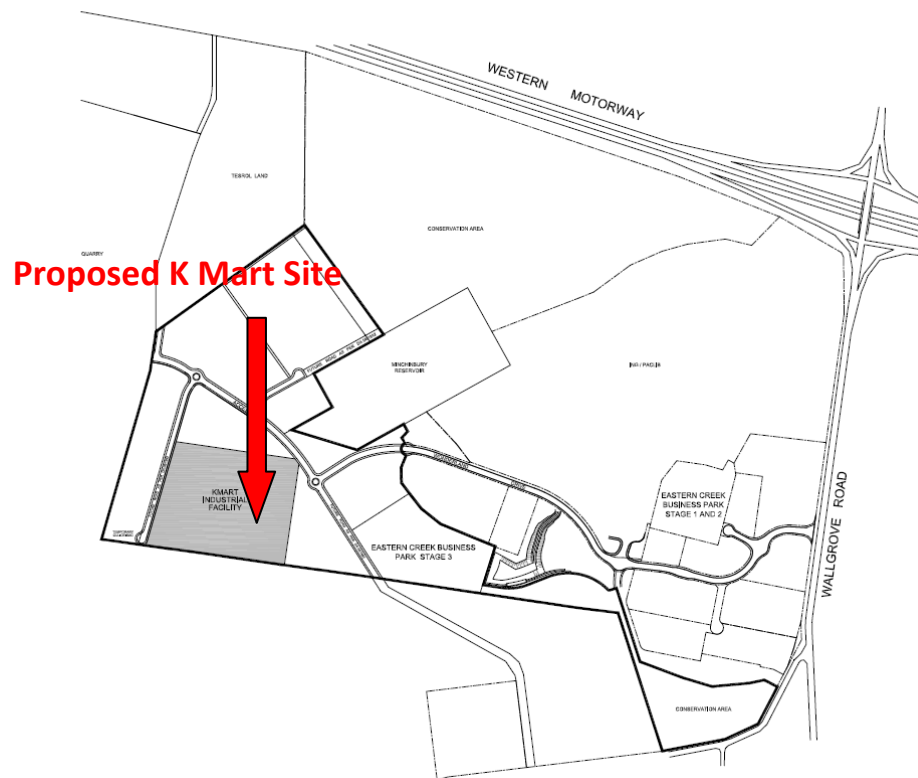 WESTERN MOTORWAY
TEBROL LAND
CONSERVATION AREA
QUARRY
Proposed K Mart Site
MINCHINBURY
RESERVOIR
KMART
INDUSTRIAL
FACILITY
EASTERN CREEK
BUSINESS PARK
STAGE 1 AND 2
EASTERN CREEK BUSINESS
PARK STAGE 3
WALLGROVE ROAD
CONSERVATION AREA